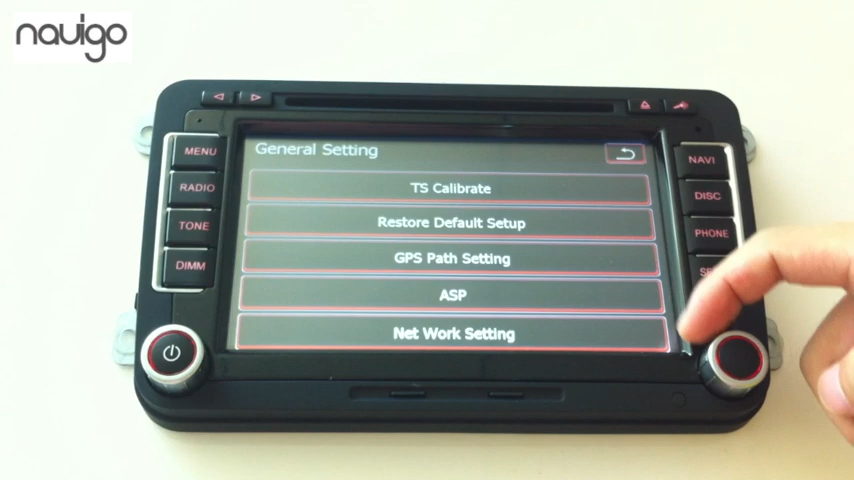 nauigo
MENU
RADIO
TONE
DIMM
General Setting
TS Calibrate
Restore Default Setup
GPS Path Setting
ASP
Net Work Setting
NAVI
DISC
PHONE